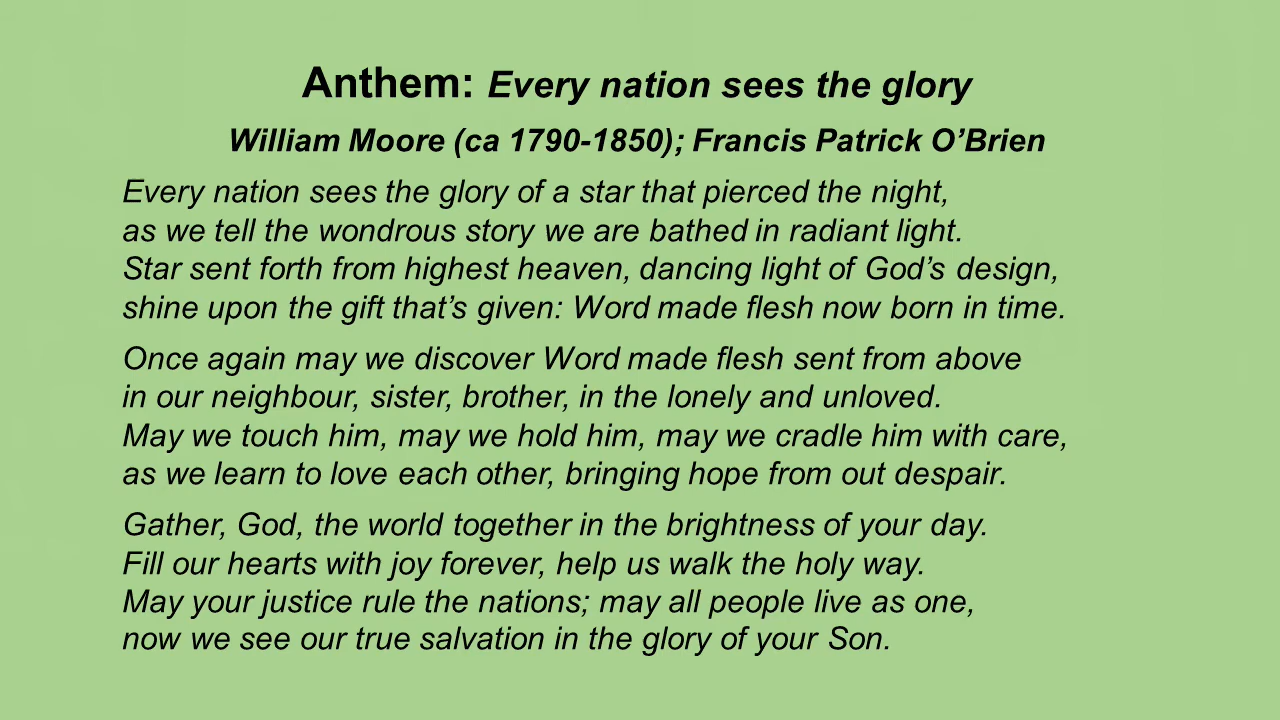 Anthem: Every nation sees the glory
William Moore (ca 1790-1850); Francis Patrick O’Brien
Every nation sees the glory of a star that pierced the night,
as we tell the wondrous story we are bathed in radiant light.
Star sent forth from highest heaven, dancing light of God’s design,
shine upon the gift that’s given: Word made flesh now born in time.
Once again may we discover Word made flesh sent from above
in our neighbour, sister, brother, in the lonely and unloved.
May we touch him, may we hold him, may we cradle him with care,
as we learn to love each other, bringing hope from out despair.
Gather, God, the world together in the brightness of your day.
Fill our hearts with joy forever, help us walk the holy way.
May your justice rule the nations; may all people live as one,
now we see our true salvation in the glory of your Son.